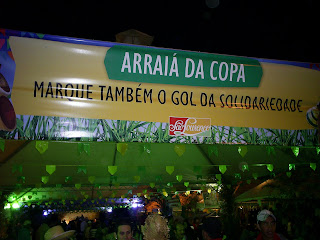 ARRAIÁ DA COPA
MARQUE TAMBÉM O GOL DA SOLIDARIEDADE